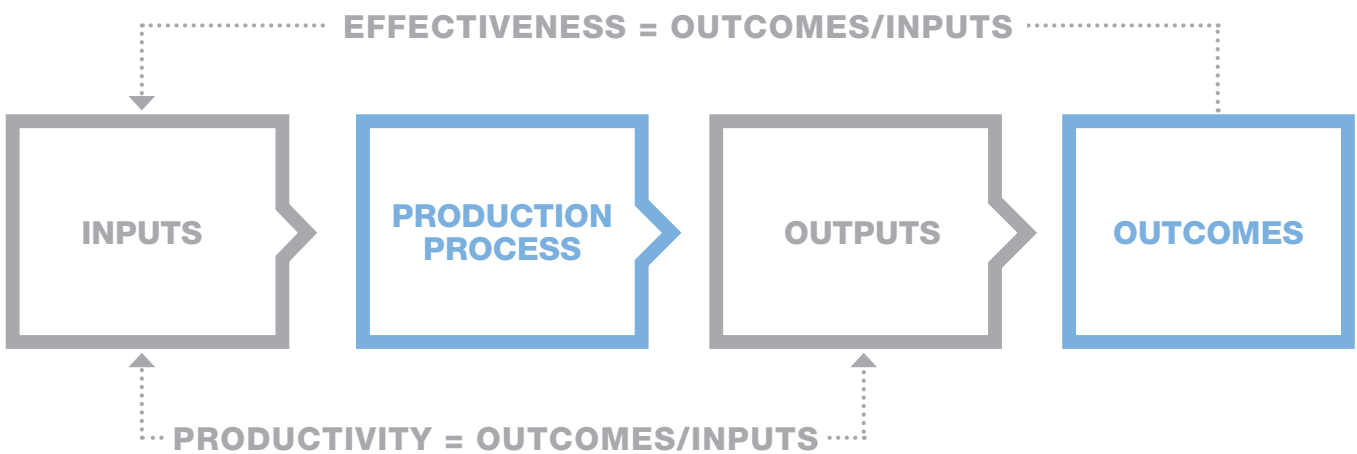 EFFECTIVENESS = OUTCOMES/INPUTS
INPUTS
PRODUCTION
PROCESS
OUTPUTS
OUTCOMES
PRODUCTIVITY = OUTCOMES/INPUTS